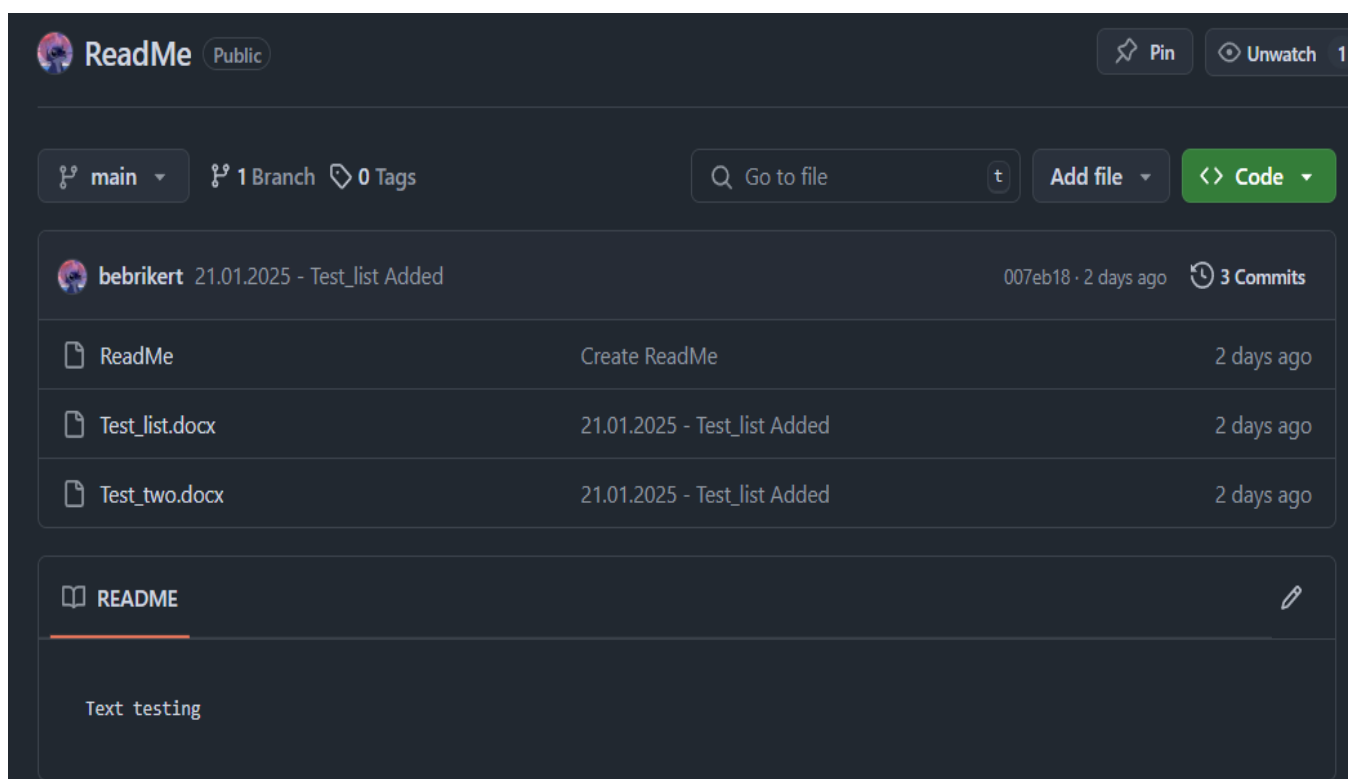 ReadMe Public Pin Unwatch 1
main 1 Branch 0 Tags Go to file t Add file <> Code
bebrikert 21.01.2025 - Test_list Added 007eb18 · 2 days ago 3 Commits
ReadMe Create ReadMe 2 days ago
Test_list.docx 21.01.2025 - Test_list Added 2 days ago
Test_two.docx 21.01.2025 - Test_list Added 2 days ago
README
Text testing